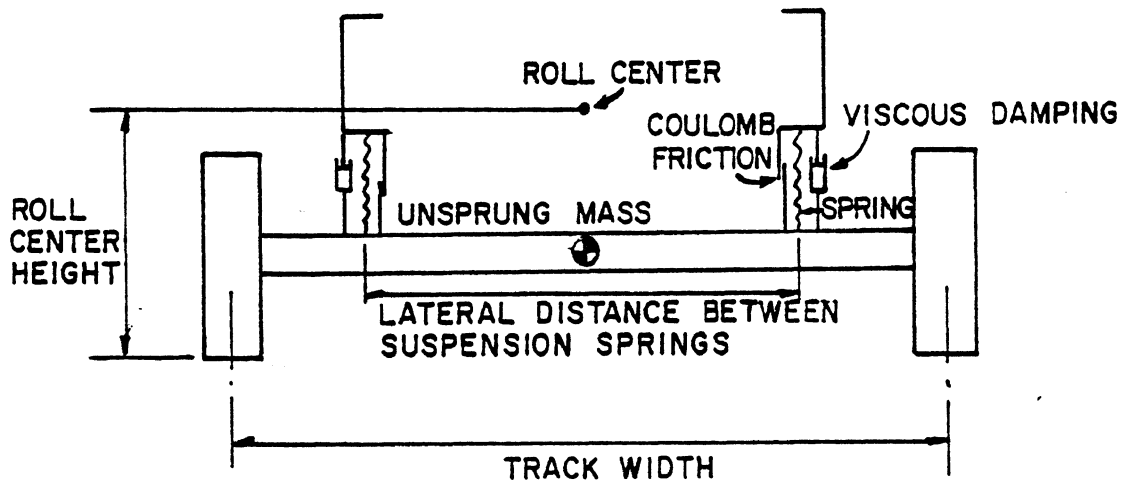 ROLL CENTER
COULOMB
FRICTION
VISCOUS DAMPING
ROLL
CENTER
HEIGHT
UNSPRUNG MASS
SPRING
LATERAL DISTANCE BETWEEN
SUSPENSION SPRINGS
TRACK WIDTH